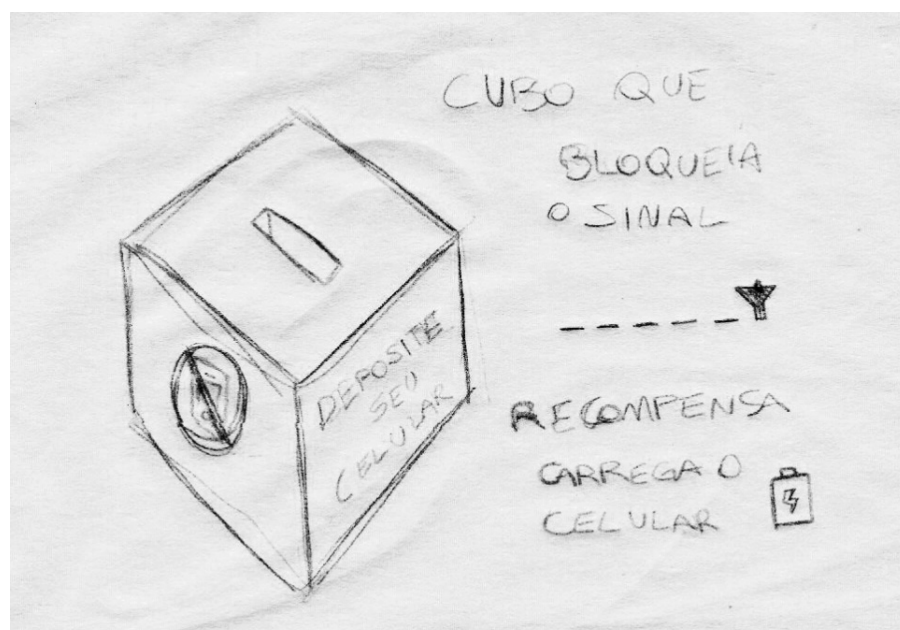 CUBO QUE
BLOQUEIA
O SINAL
DEPOSITE
SEU
CELULAR
RECOMPENSA
CARREGA O
CELULAR